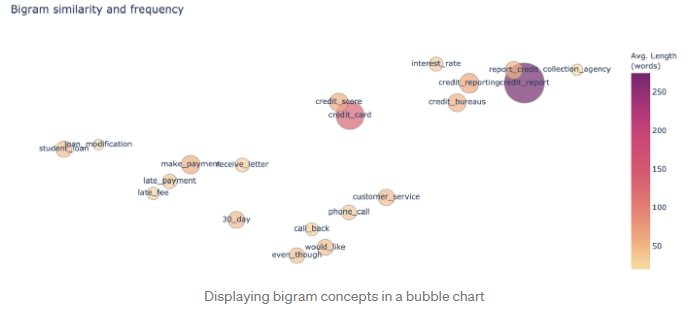 Bigram similarity and frequency
Avg. Length
(words)
interest_rate
report_credit
collection_agency
credit_reporting
credit_report
250
credit_score
credit_bureaus
credit_card
200
student_loan
loan_modification
150
make_payment
receive_letter
late_payment
late_fee
customer_service
100
30_day
phone_call
call_back
would_like
50
even_though
Displaying bigram concepts in a bubble chart